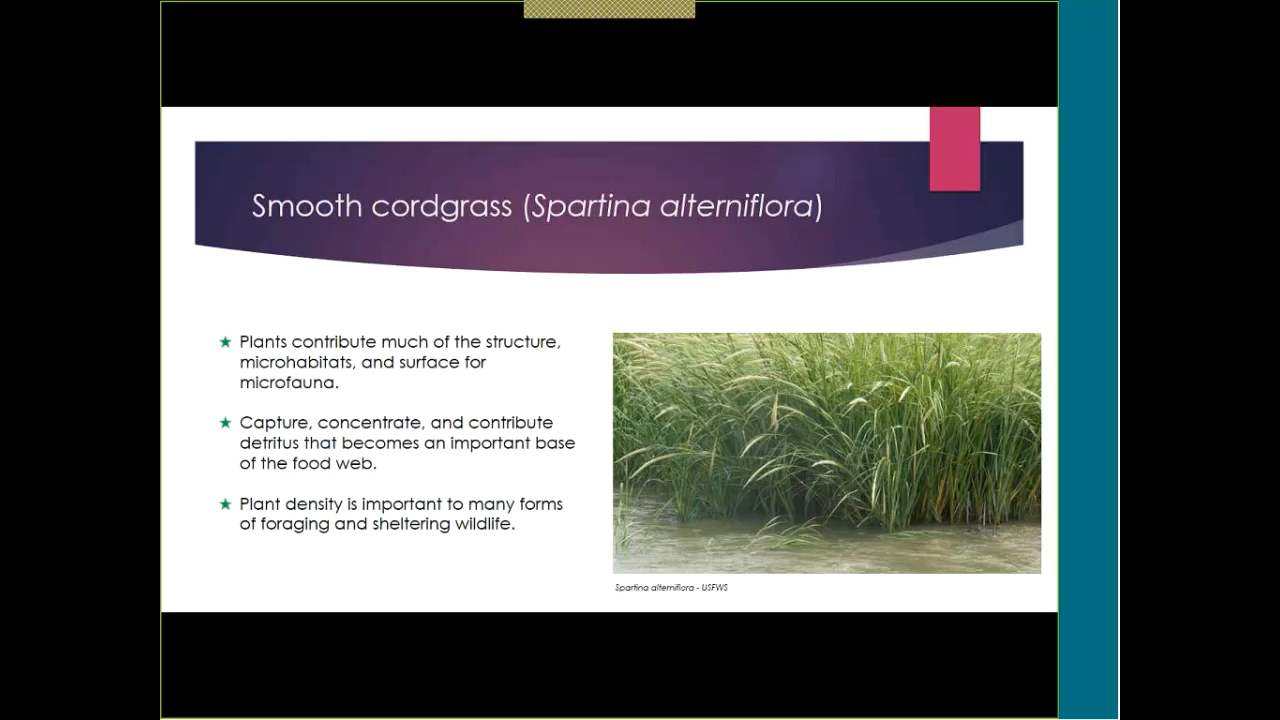 Smooth cordgrass (Spartina alterniflora)
Plants contribute much of the structure,
microhabitats, and surface for
microfauna.
Capture, concentrate, and contribute
detritus that becomes an important base
of the food web.
Plant density is important to many forms
of foraging and sheltering wildlife.
Spartina alterniflora - USFWS